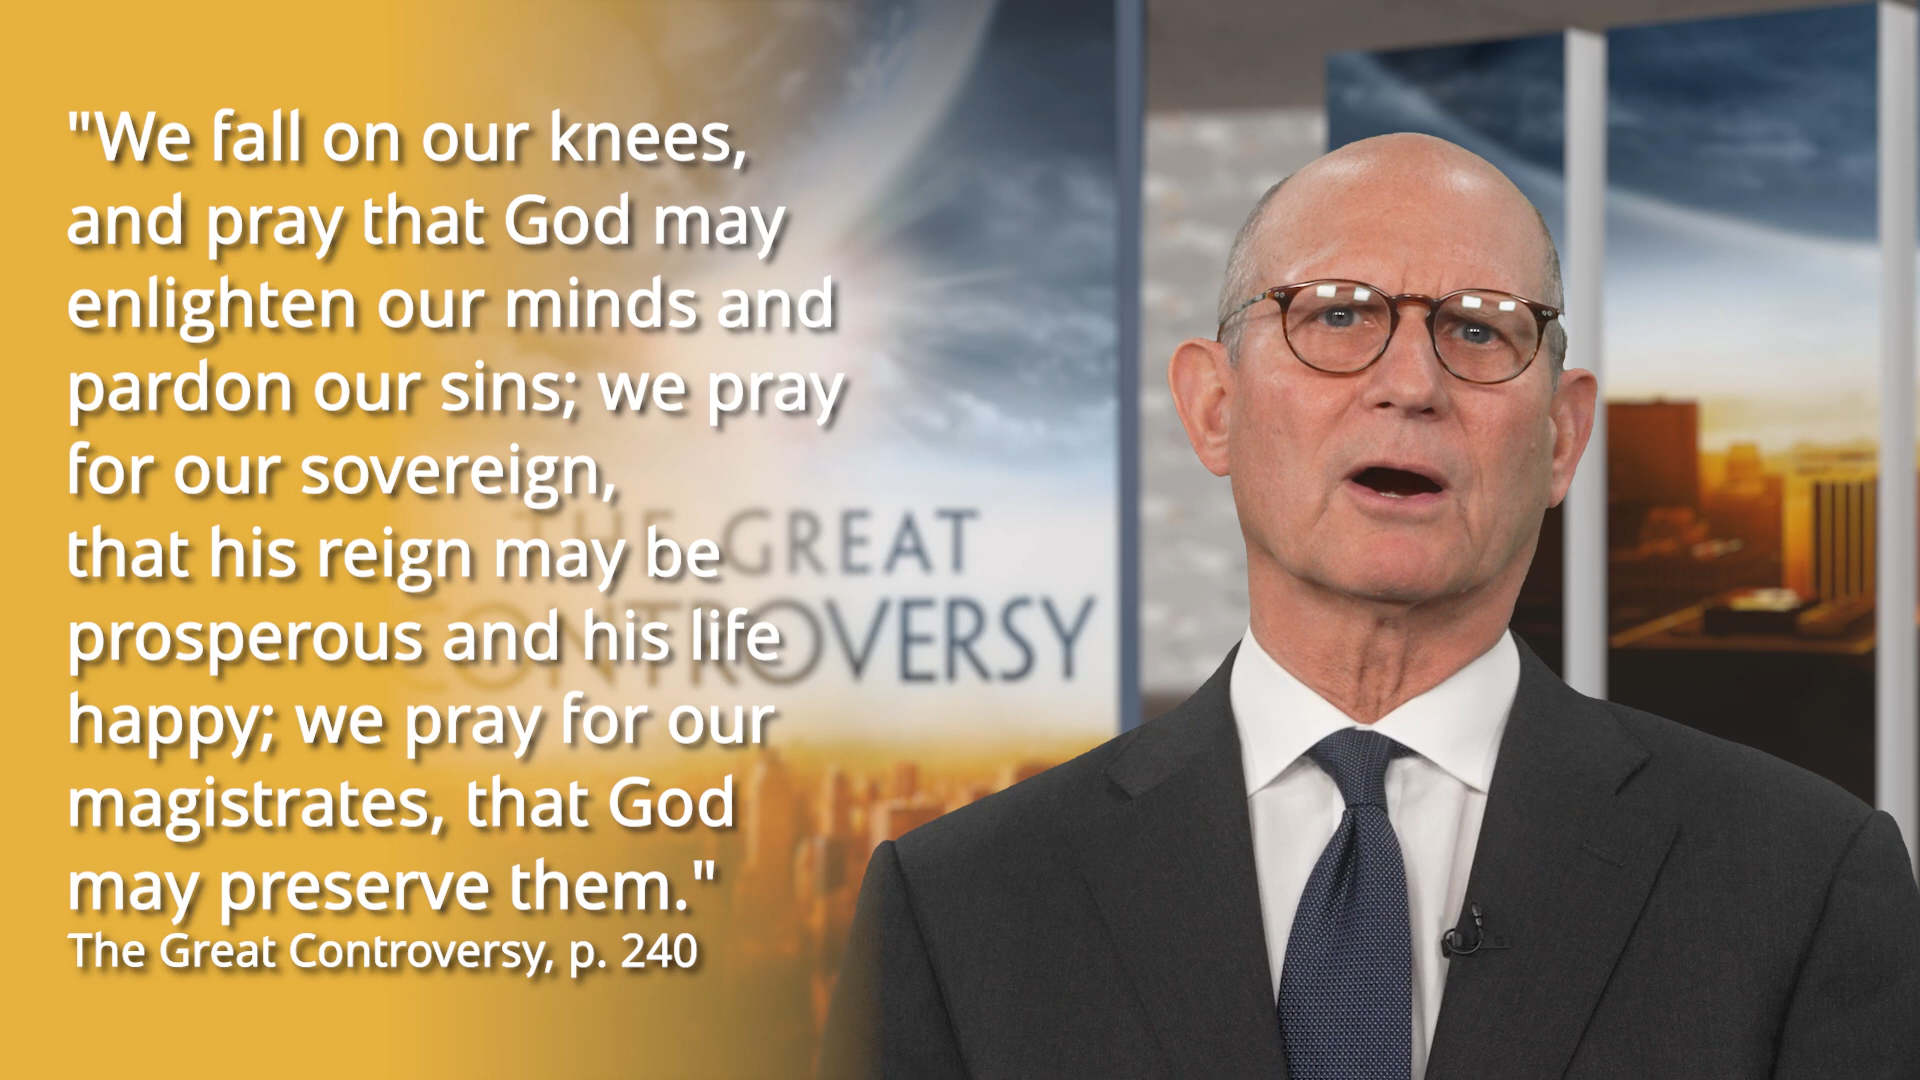 "We fall on our knees,
and pray that God may
enlighten our minds and
pardon our sins; we pray
for our sovereign,
that his reign may be
prosperous and his life
happy; we pray for our
magistrates, that God
may preserve them."
The Great Controversy, p. 240
THE GREAT
CONTROVERSY